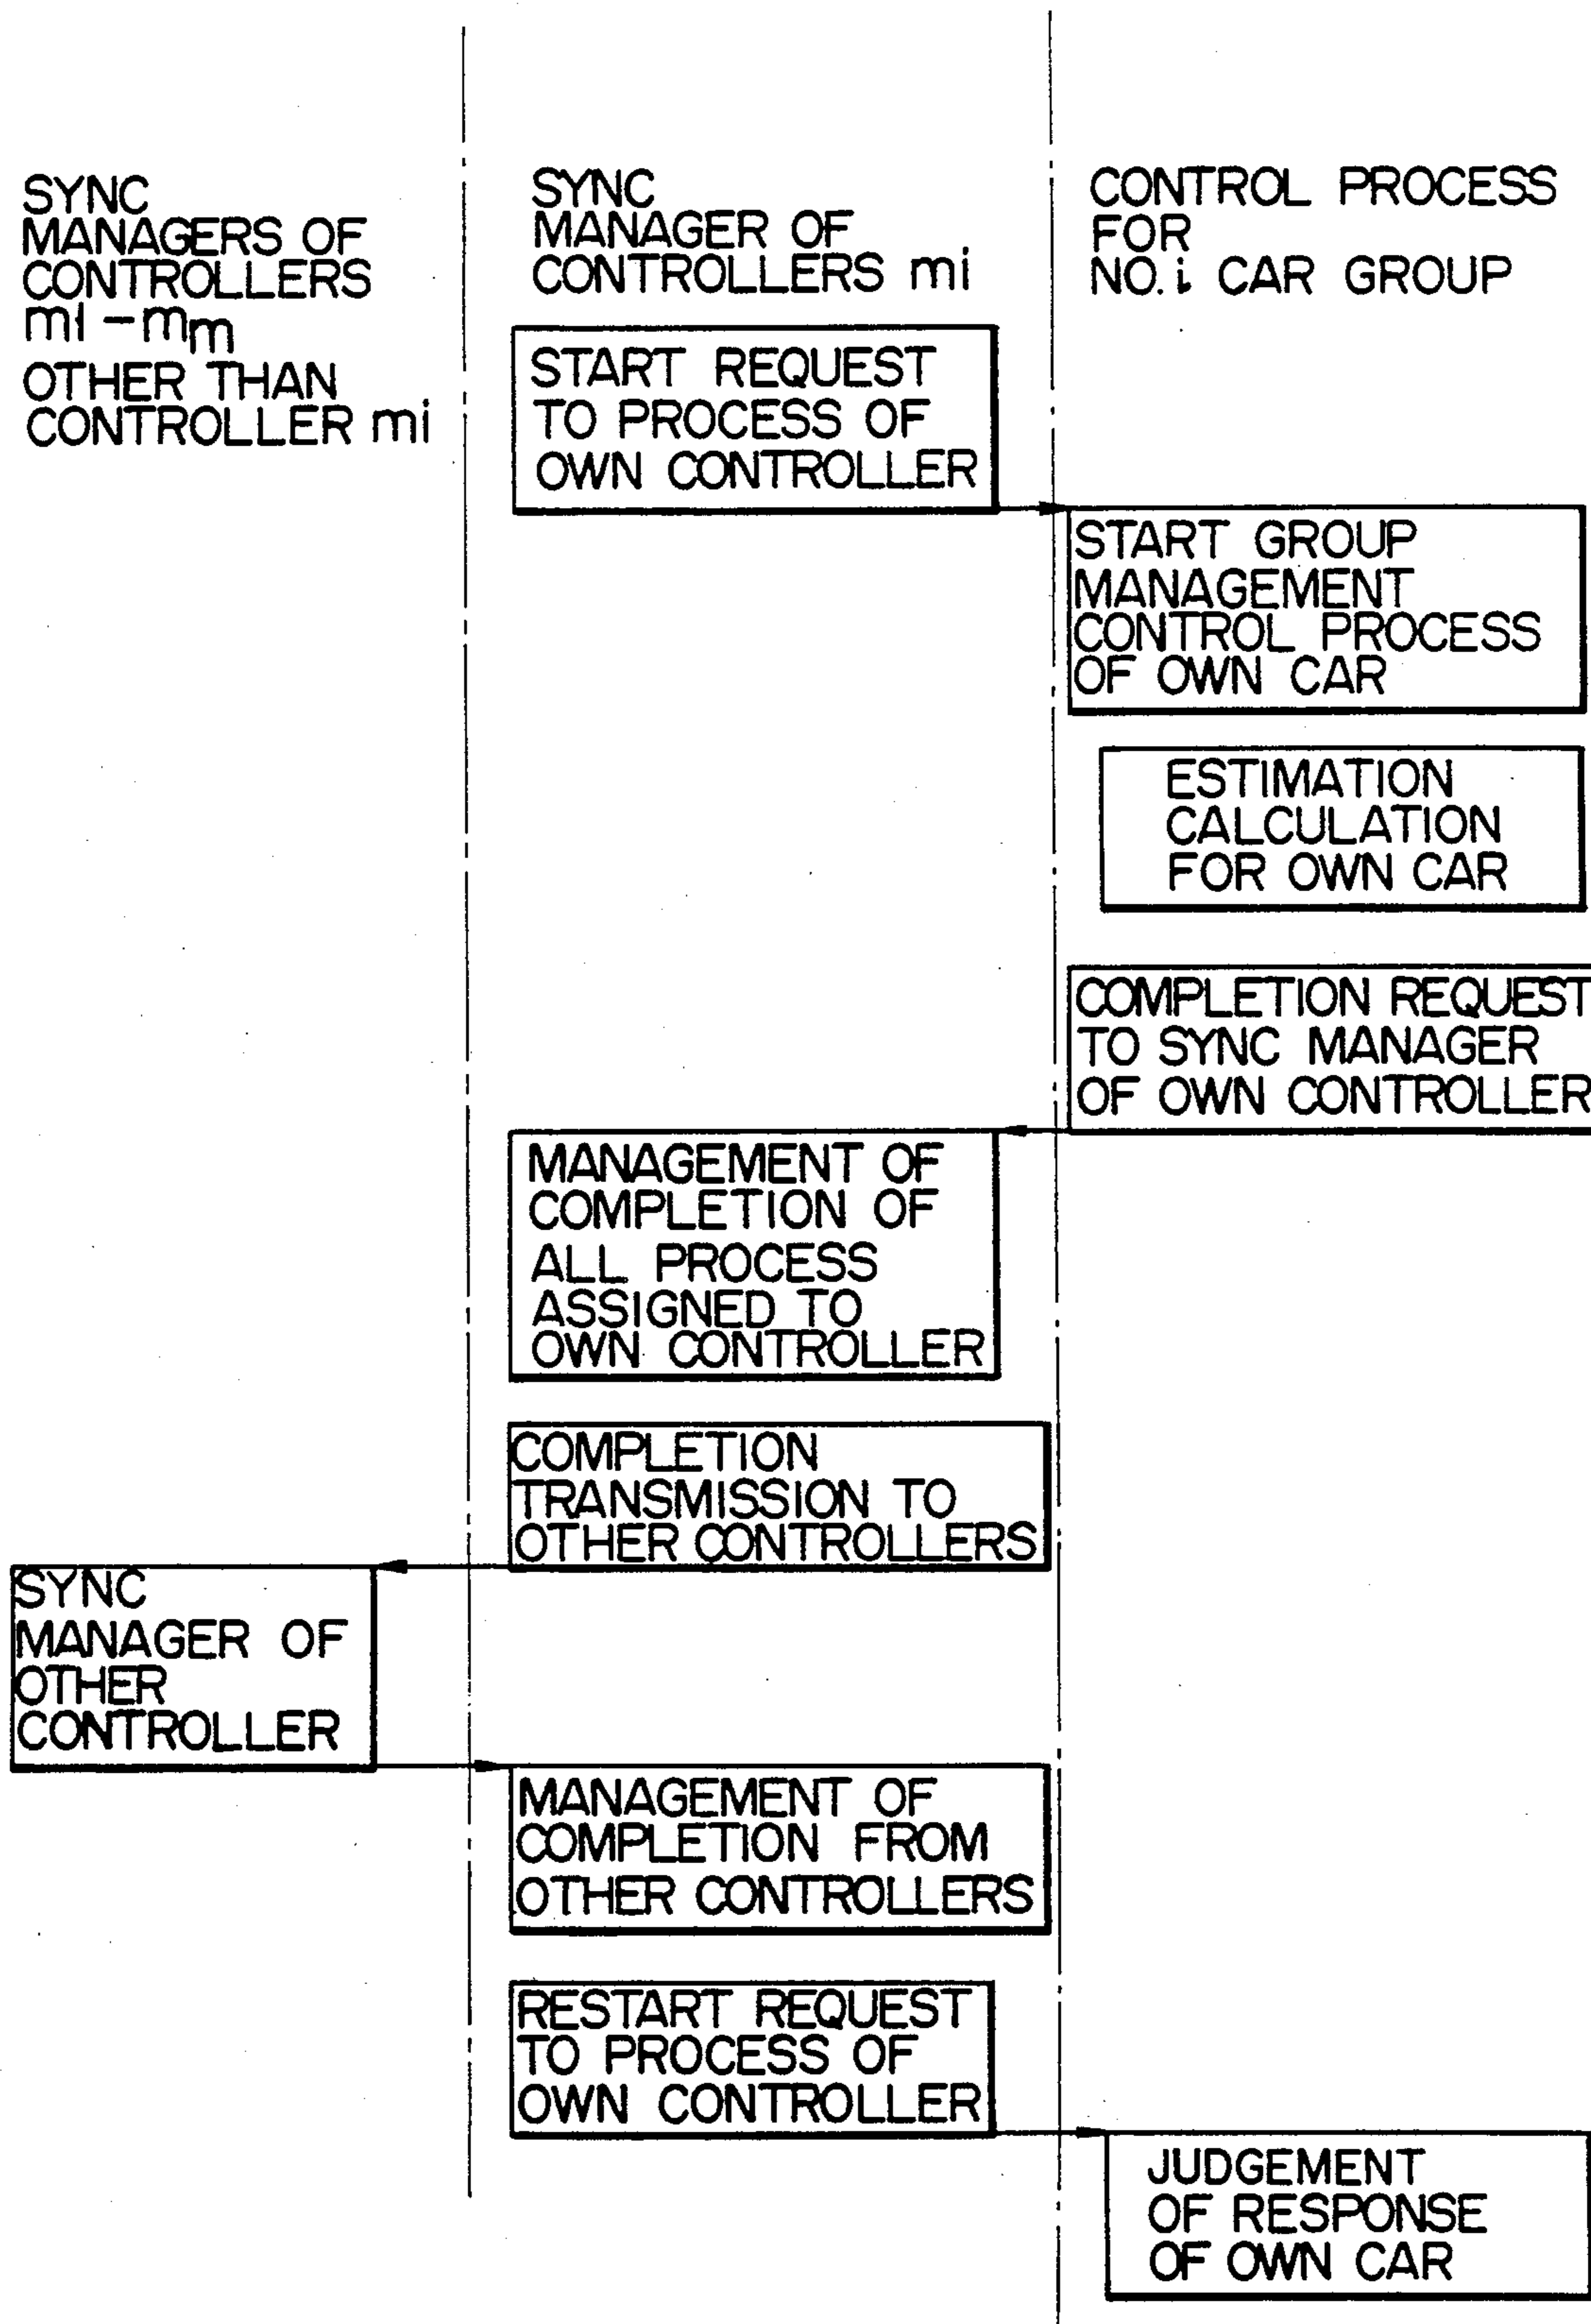 SYNC
MANAGERS OF
CONTROLLERS
m1 - mm
OTHER THAN
CONTROLLER mi
SYNC
MANAGER OF
CONTROLLERS mi
CONTROL PROCESS
FOR
NO. i CAR GROUP
START REQUEST
TO PROCESS OF
OWN CONTROLLER
START GROUP
MANAGEMENT
CONTROL PROCESS
OF OWN CAR
ESTIMATION
CALCULATION
FOR OWN CAR
COMPLETION REQUEST
TO SYNC MANAGER
OF OWN CONTROLLER
MANAGEMENT OF
COMPLETION OF
ALL PROCESS
ASSIGNED TO
OWN CONTROLLER
COMPLETION
TRANSMISSION TO
OTHER CONTROLLERS
SYNC
MANAGER OF
OTHER
CONTROLLER
MANAGEMENT OF
COMPLETION FROM
OTHER CONTROLLERS
RESTART REQUEST
TO PROCESS OF
OWN CONTROLLER
JUDGEMENT
OF RESPONSE
OF OWN CAR